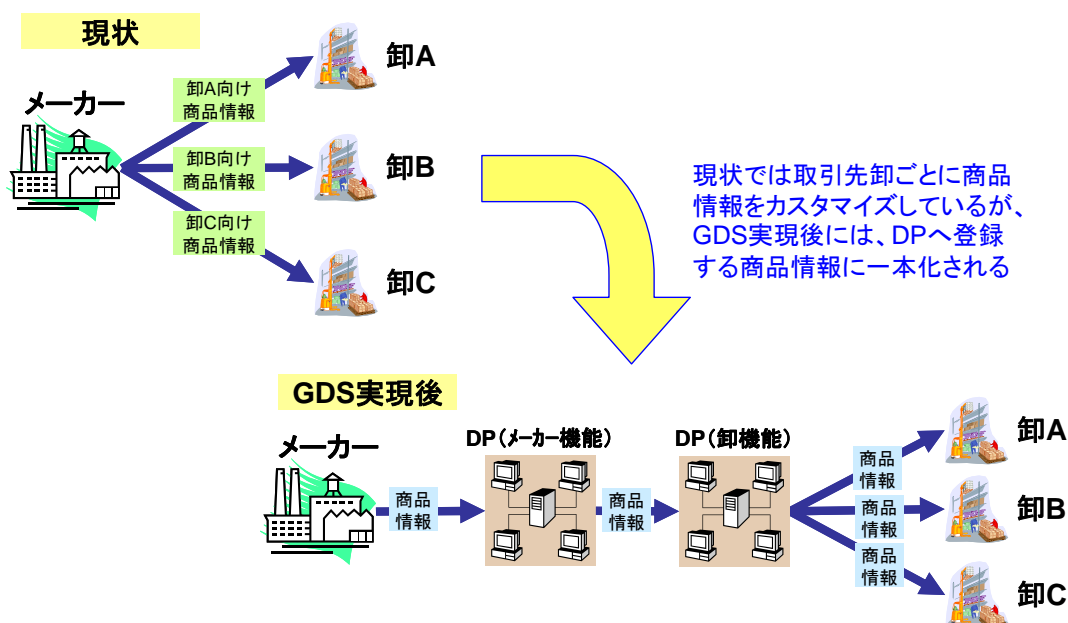 現状
メーカー
卸A向け
商品情報
卸B向け
商品情報
卸C向け
商品情報
卸A
卸B
卸C
現状では取引先卸ごとに商品
情報をカスタマイズしているが、
GDS実現後には、DPへ登録
する商品情報に一本化される
GDS実現後
メーカー
商品
情報
DP(メーカー機能)
商品
情報
DP(卸機能)
商品
情報
商品
情報
商品
情報
卸A
卸B
卸C